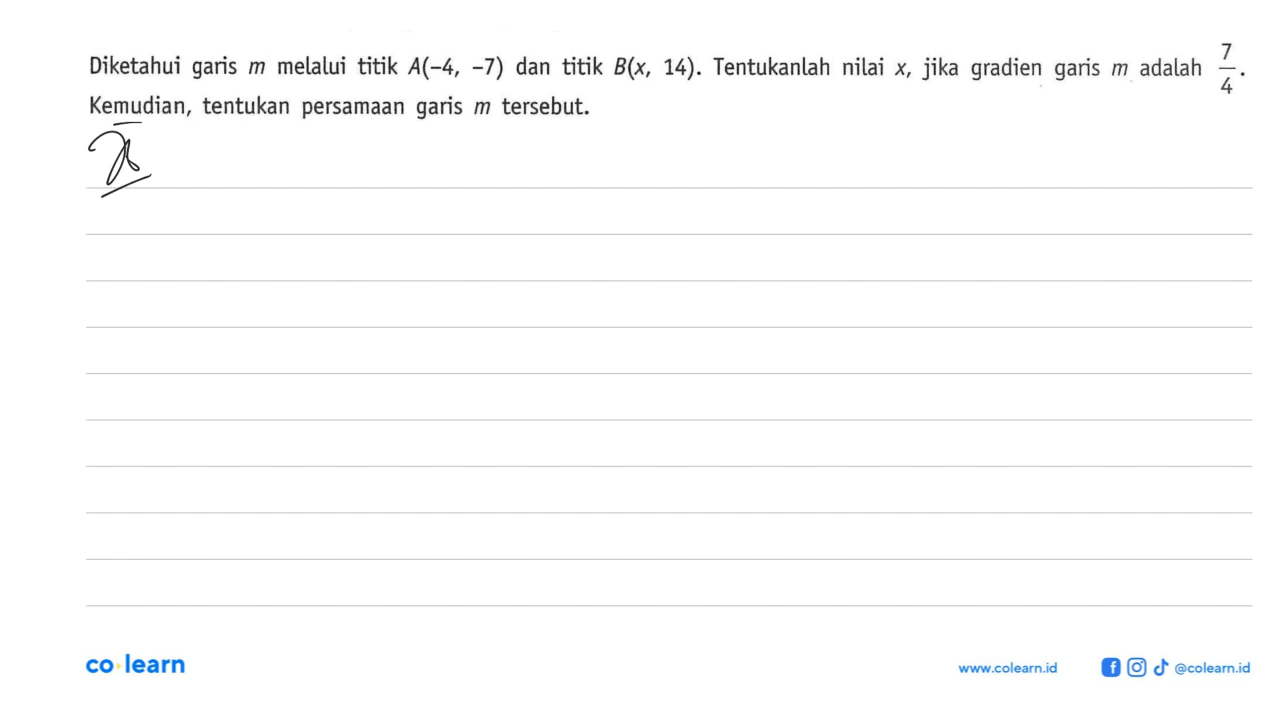 Diketahui garis m melalui titik A(–4, –7) dan titik B(x, 14). Tentukanlah nilai x, jika gradien garis m adalah 7/4.
Kemudian, tentukan persamaan garis m tersebut.
co·learn
www.colearn.id
@colearn.id